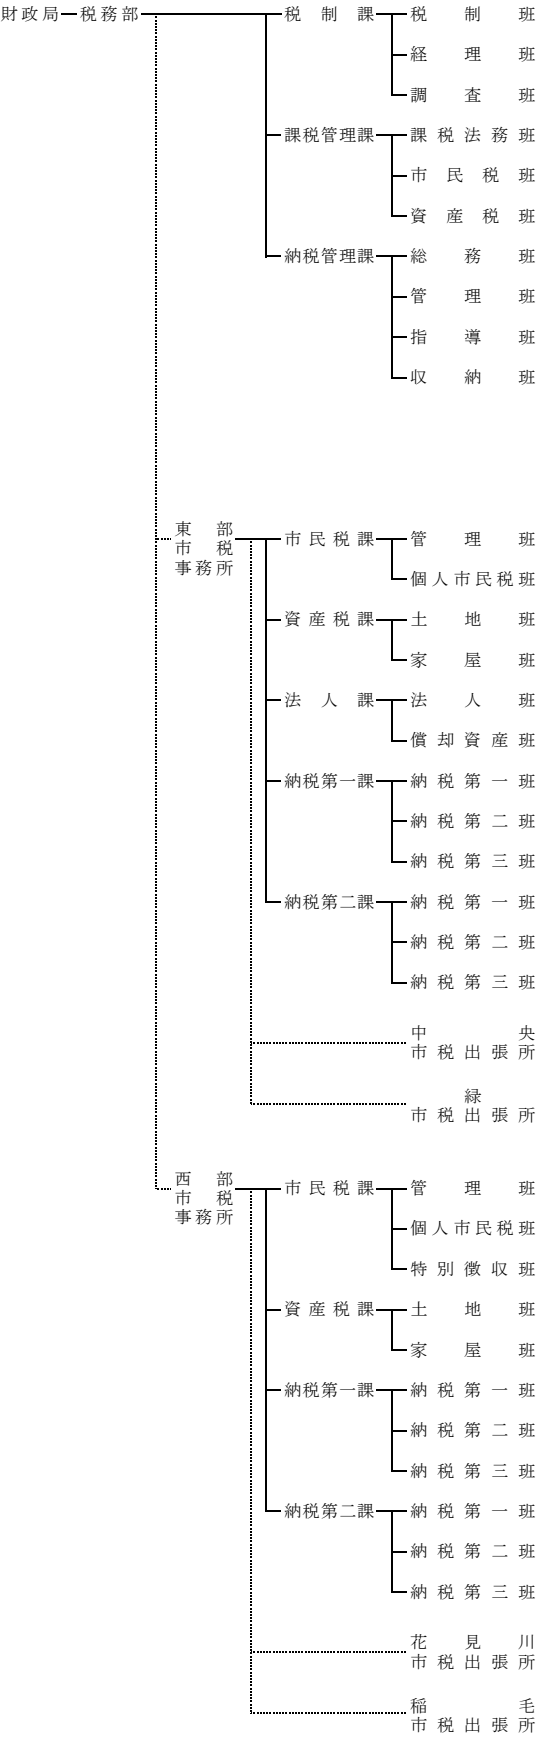 財政局 税務部 税制課 税制班
経理班
調査班
課税管理課 課税法務班
市民税班
資産税班
納税管理課 総務班
管理班
指導班
収納班
東部
市税
事務所
市民税課 管理班
個人市民税班
資産税課 土地班
家屋班
法人課 法人班
償却資産班
納税第一課 納税第一班
納税第二班
納税第三班
納税第二課 納税第一班
納税第二班
納税第三班
中央
市税出張所
緑
市税出張所
西部
市税
事務所
市民税課 管理班
個人市民税班
特別徴収班
資産税課 土地班
家屋班
納税第一課 納税第一班
納税第二班
納税第三班
納税第二課 納税第一班
納税第二班
納税第三班
花見川
市税出張所
稲毛
市税出張所